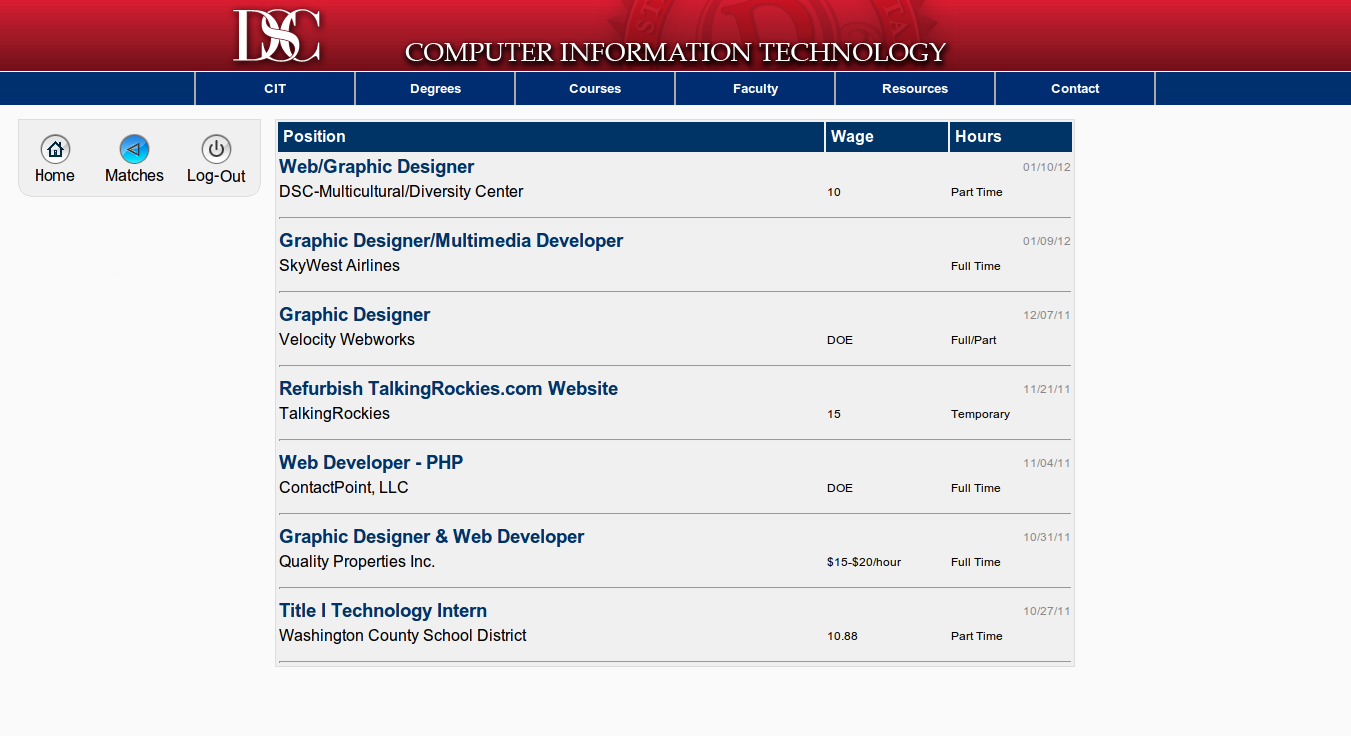 DSC
COMPUTER INFORMATION TECHNOLOGY
CIT Degrees Courses Faculty Resources Contact
Home Matches Log-Out
Position Wage Hours
Web/Graphic Designer 01/10/12
DSC-Multicultural/Diversity Center 10 Part Time
Graphic Designer/Multimedia Developer 01/09/12
SkyWest Airlines Full Time
Graphic Designer 12/07/11
Velocity Webworks DOE Full/Part
Refurbish TalkingRockies.com Website 11/21/11
TalkingRockies 15 Temporary
Web Developer - PHP 11/04/11
ContactPoint, LLC DOE Full Time
Graphic Designer & Web Developer 10/31/11
Quality Properties Inc. $15-$20/hour Full Time
Title I Technology Intern 10/27/11
Washington County School District 10.88 Part Time